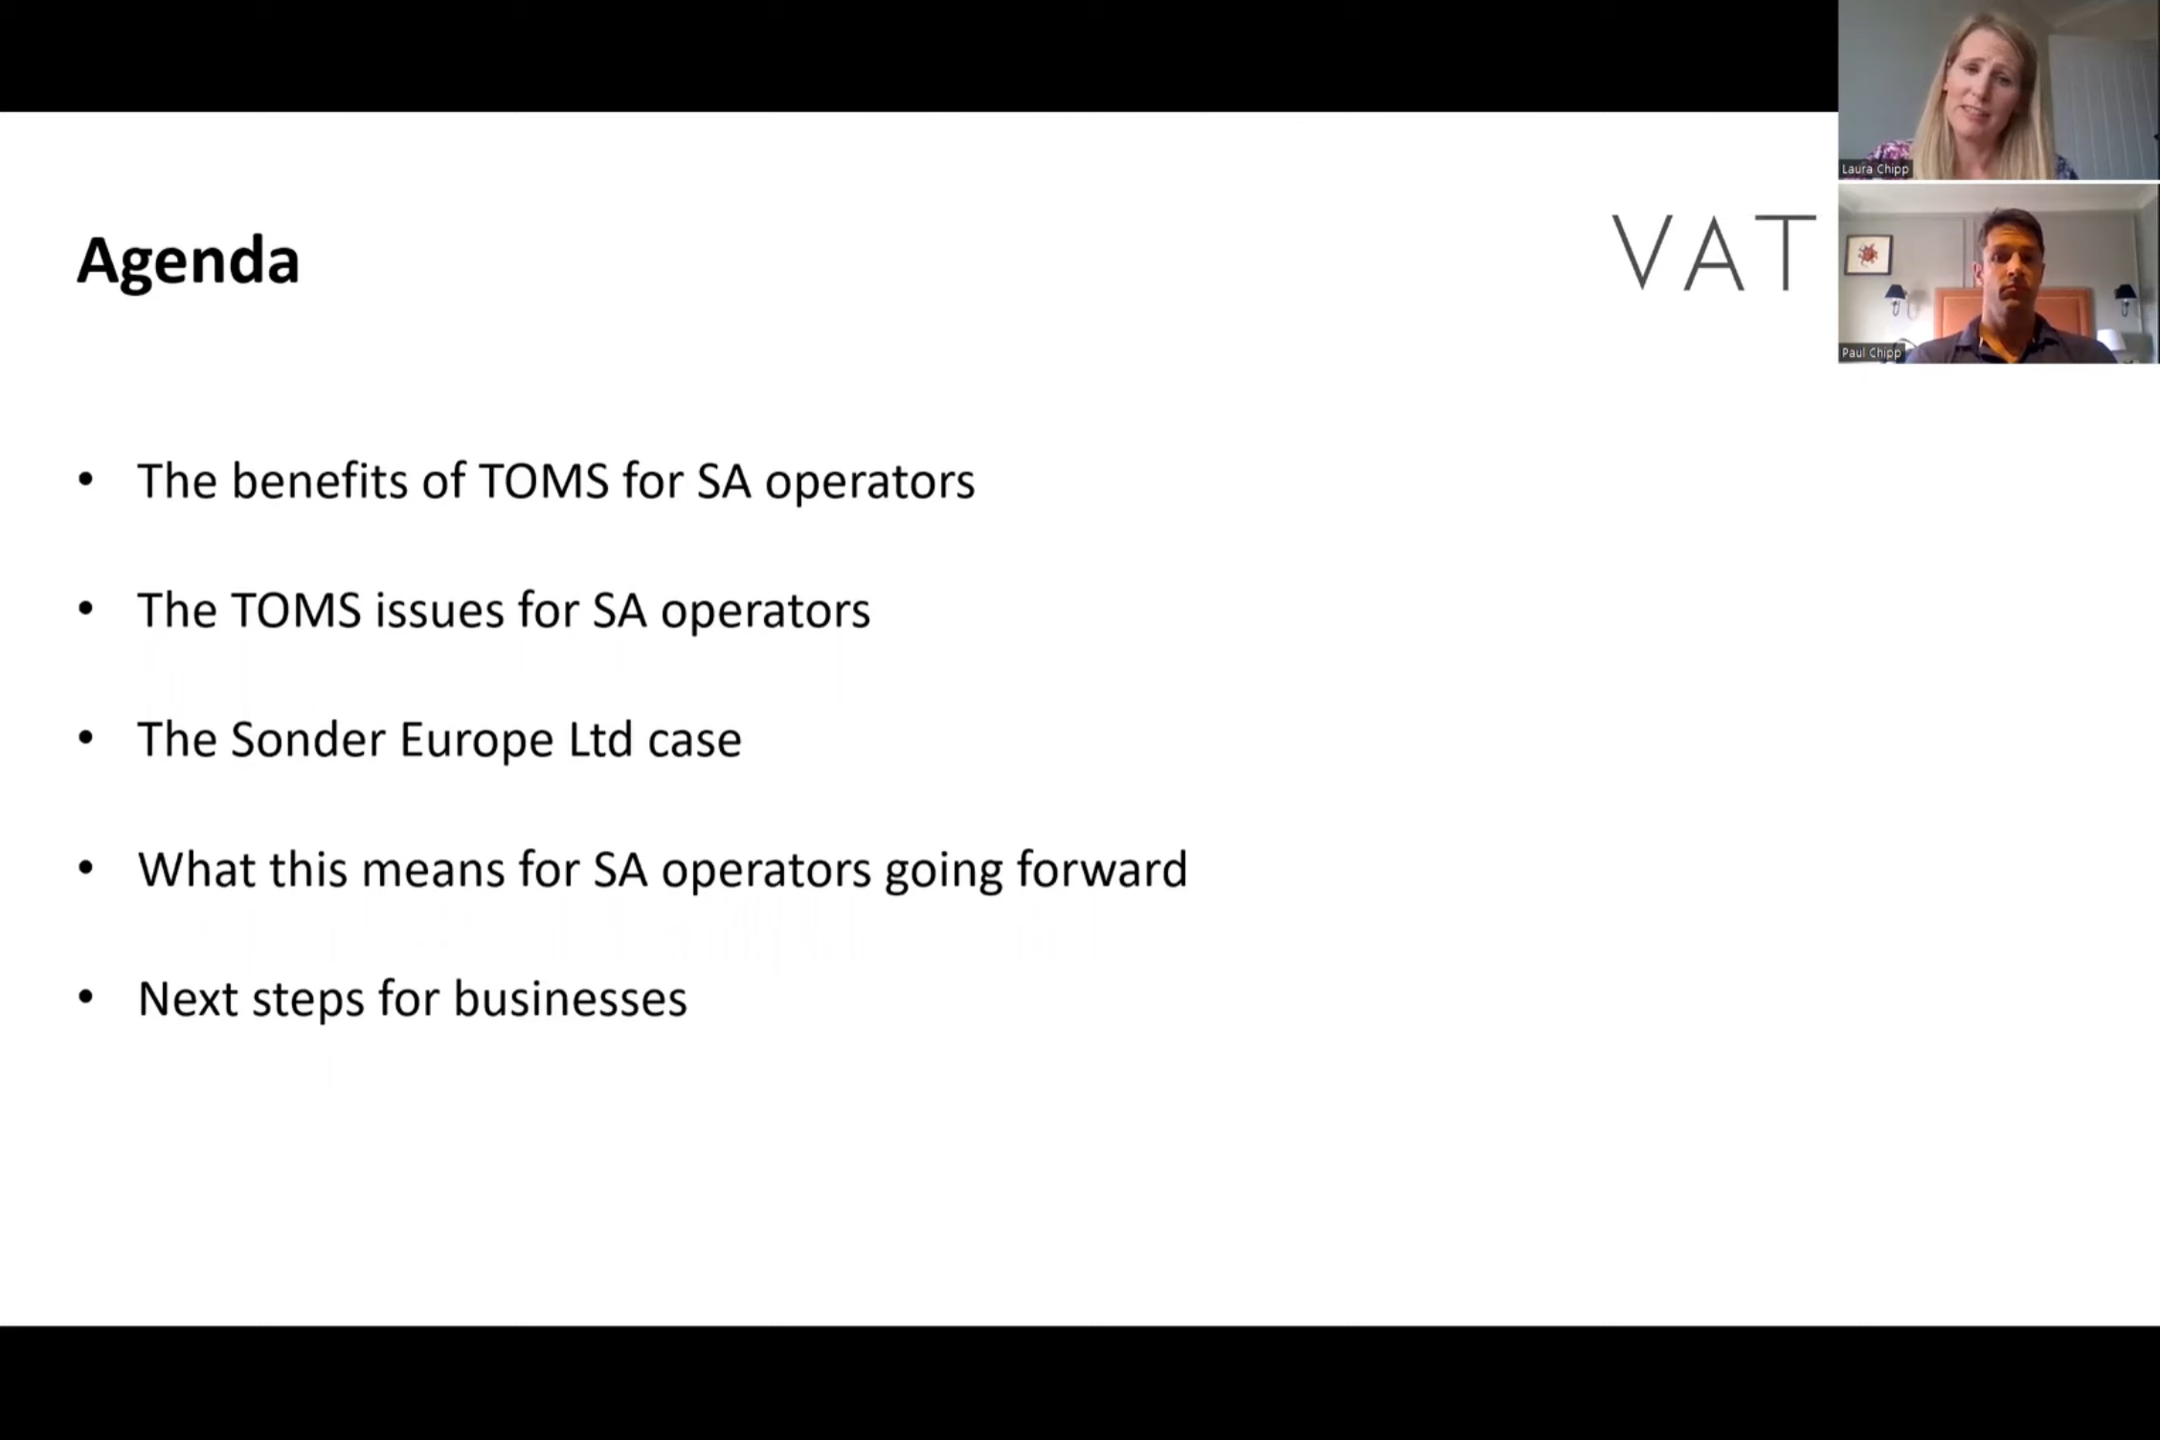 Laura Chipp
Agenda
VAT
Paul Chipp
• The benefits of TOMS for SA operators
• The TOMS issues for SA operators
• The Sonder Europe Ltd case
• What this means for SA operators going forward
• Next steps for businesses